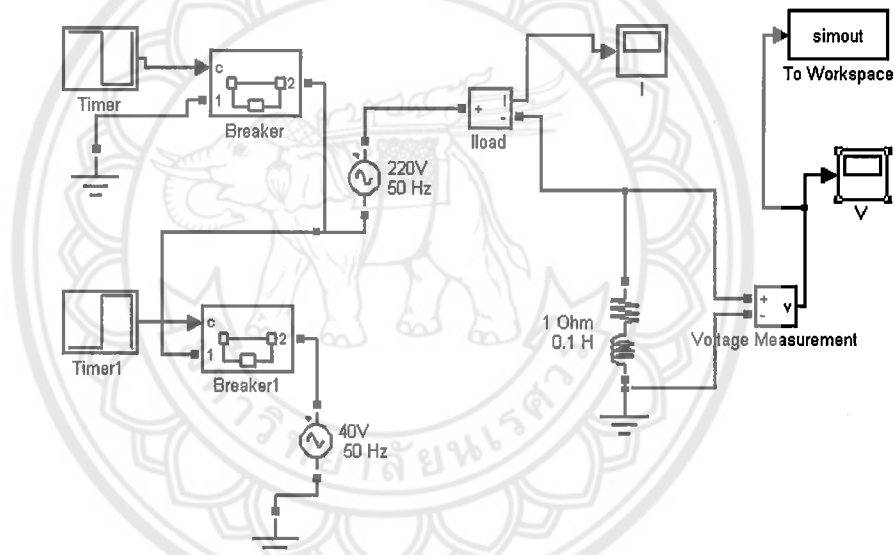 simout
To Workspace
Timer
c
1
2
Breaker
+
I
-
Iload
I
220V
50 Hz
V
+
-
v
Voltage Measurement
1 Ohm
0.1 H
Timer1
c
1
2
Breaker1
40V
50 Hz